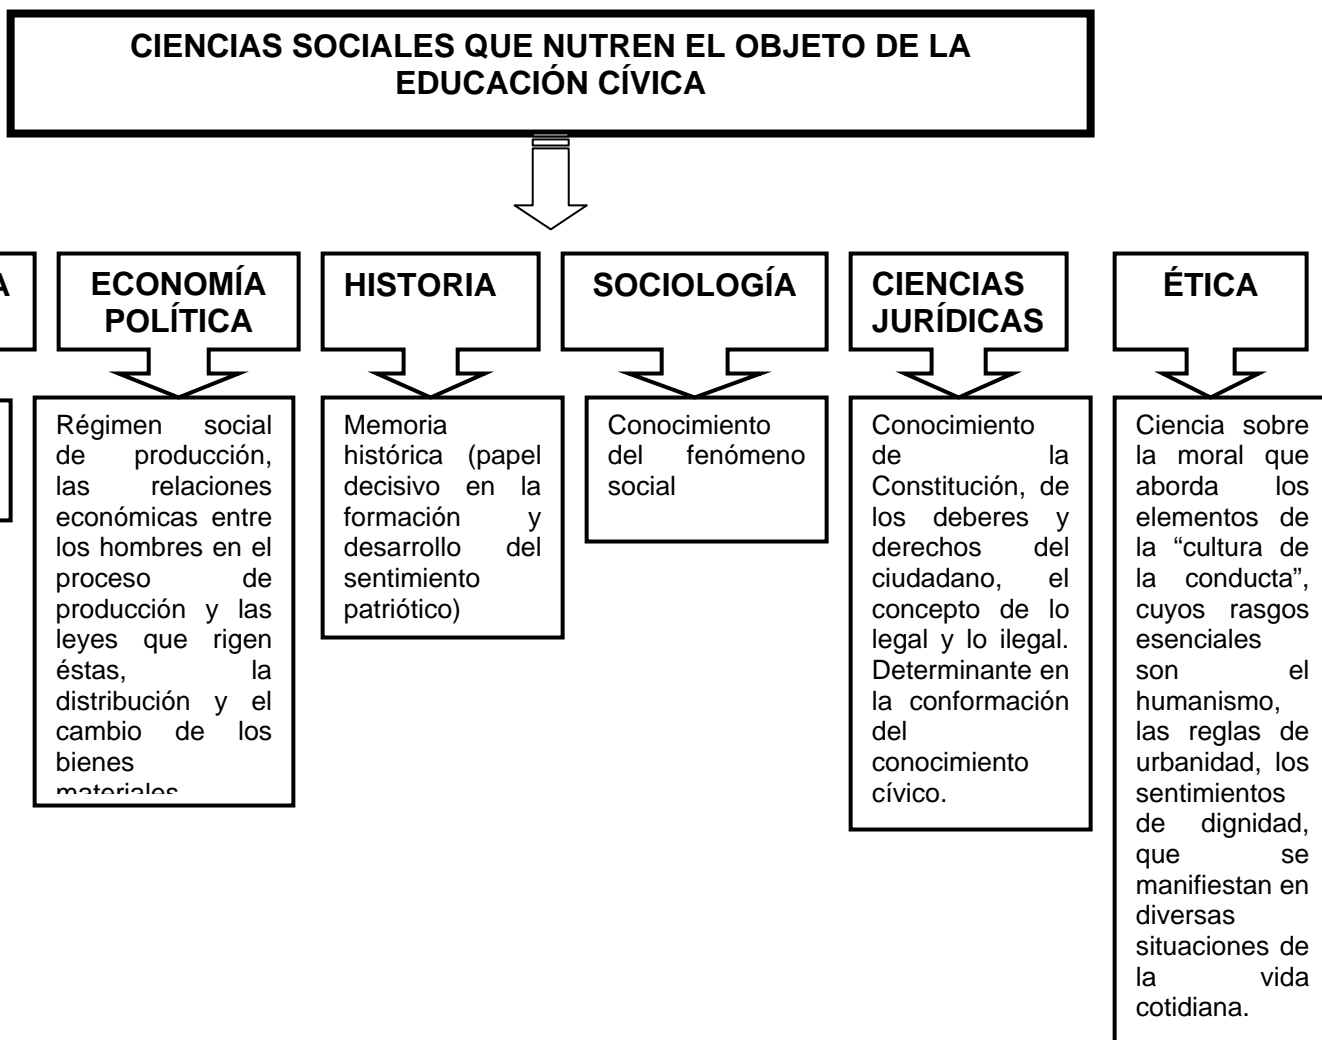 CIENCIAS SOCIALES QUE NUTREN EL OBJETO DE LA
EDUCACIÓN CÍVICA
A
ECONOMÍA
POLÍTICA
HISTORIA
SOCIOLOGÍA
CIENCIAS
JURÍDICAS
ÉTICA
Régimen social
de producción,
las relaciones
económicas entre
los hombres en el
proceso de
producción y las
leyes que rigen
éstas, la
distribución y el
cambio de los
bienes
materiales
Memoria
histórica (papel
decisivo en la
formación y
desarrollo del
sentimiento
patriótico)
Conocimiento
del fenómeno
social
Conocimiento
de la
Constitución, de
los deberes y
derechos del
ciudadano, el
concepto de lo
legal y lo ilegal.
Determinante en
la conformación
del
conocimiento
cívico.
Ciencia sobre
la moral que
aborda los
elementos de
la “cultura de
la conducta”,
cuyos rasgos
esenciales
son el
humanismo,
las reglas de
urbanidad, los
sentimientos
de dignidad,
que se
manifiestan en
diversas
situaciones de
la vida
cotidiana.